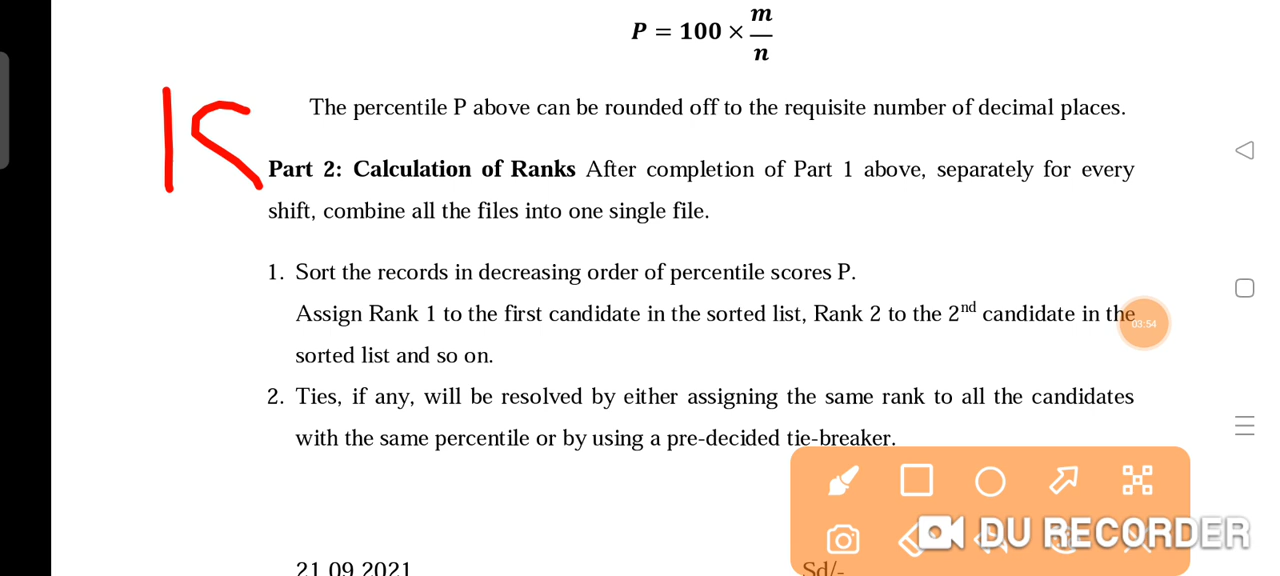 P = 100 × m/n
The percentile P above can be rounded off to the requisite number of decimal places.
Part 2: Calculation of Ranks After completion of Part 1 above, separately for every
shift, combine all the files into one single file.
1. Sort the records in decreasing order of percentile scores P.
Assign Rank 1 to the first candidate in the sorted list, Rank 2 to the 2nd candidate in the
sorted list and so on.
03:54
2. Ties, if any, will be resolved by either assigning the same rank to all the candidates
with the same percentile or by using a pre-decided tie-breaker.
DU RECORDER
21.09.2021
Sd/-